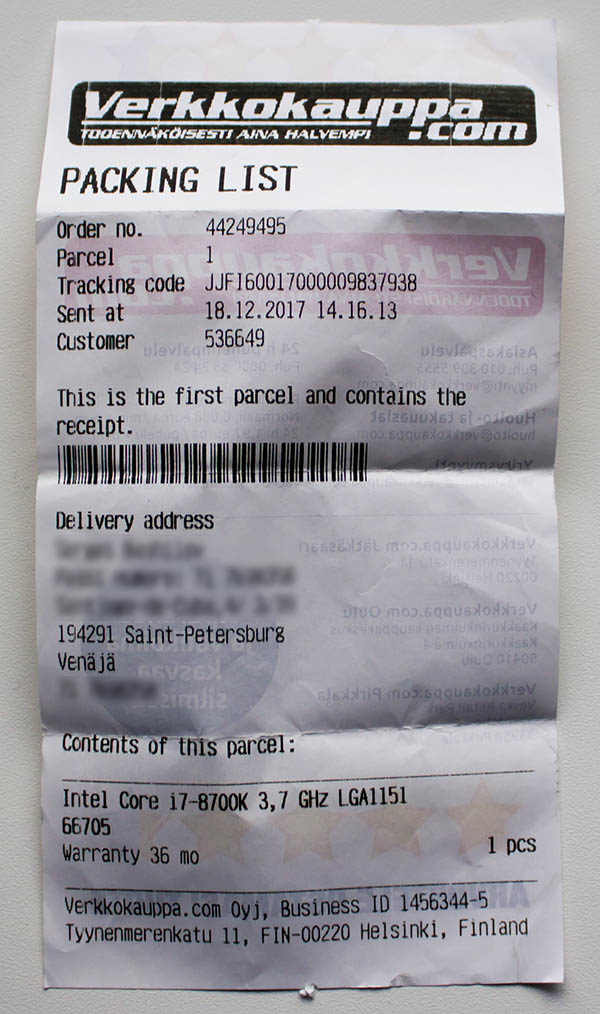 Verkkokauppa
.com
TODENNÄKÖISESTI AINA HALVEMPI
PACKING LIST
Order no. 44249495
Parcel 1
Tracking code JJFI60017000009837938
Sent at 18.12.2017 14.16.13
Customer 536649
This is the first parcel and contains the
receipt.
Delivery address
194291 Saint-Petersburg
Venäjä
Contents of this parcel:
Intel Core i7-8700K 3,7 GHz LGA1151
66705
Warranty 36 mo 1 pcs
Verkkokauppa.com Oyj, Business ID 1456344-5
Tyynenmerenkatu 11, FIN-00220 Helsinki, Finland